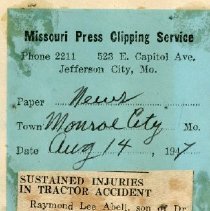 Missouri Press Clipping Service
Phone 2211 523 E. Capitol Ave.
Jefferson City, Mo.
Paper News
Town Monroe City Mo.
Date Aug 14, 1947
SUSTAINED INJURIES
IN TRACTOR ACCIDENT
Raymond Lee Abell, son of Dr